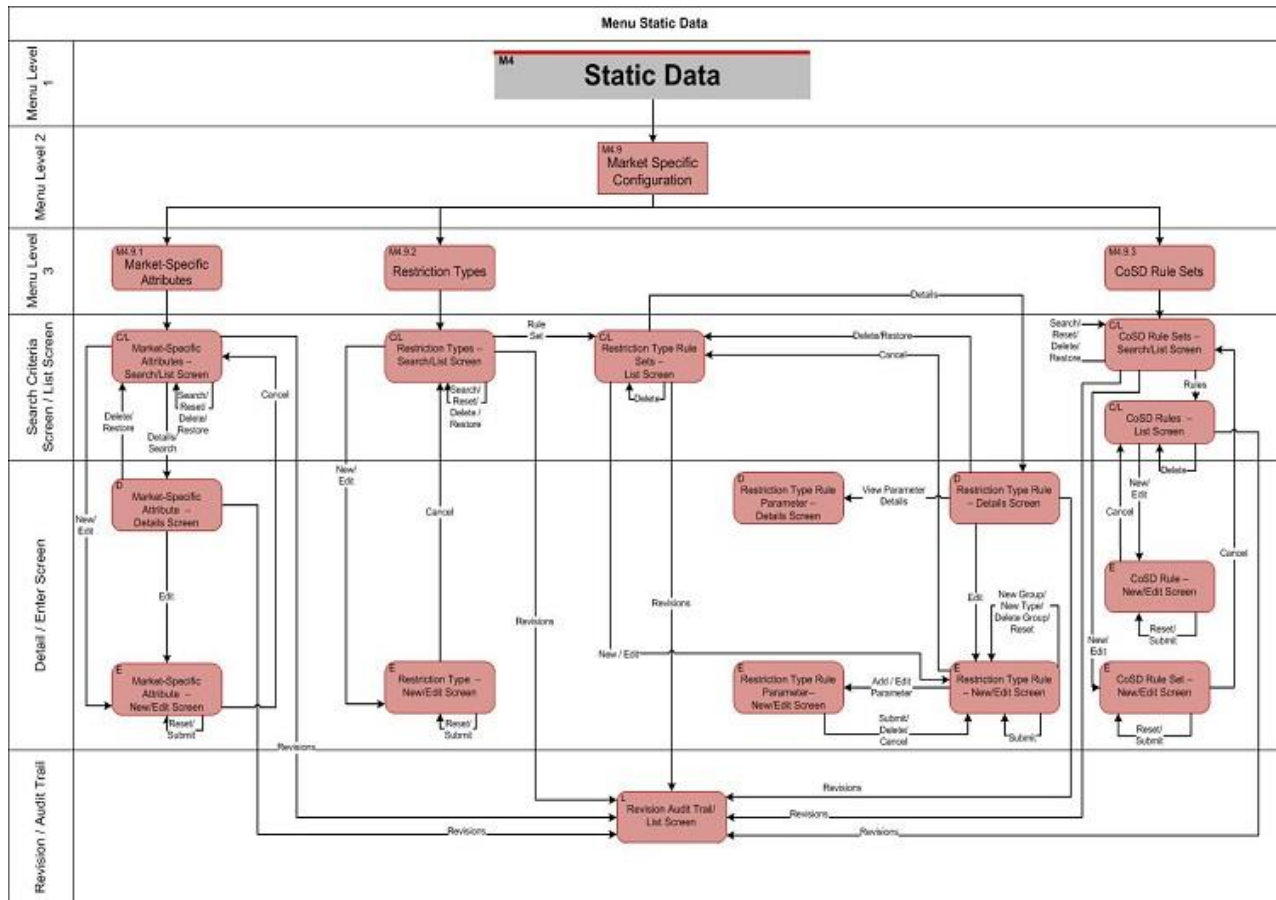 Menu Static Data
Menu Level
1
M4
Static Data
Menu Level 2
M4.9
Market Specific
Configuration
Menu Level
3
M4.9.1
Market-Specific
Attributes
M4.9.2
Restriction Types
M4.9.3
CoSD Rule Sets
Details
Search Criteria
Screen / List Screen
C/L
Market-Specific
Attributes –
Search/List Screen
Search/
Reset/
Delete/
Restore
Cancel
Delete/
Restore
Details/
Search
C/L
Restriction Types –
Search/List Screen
Search/
Reset/
Delete /
Restore
Rule
Set
C/L
Restriction Type Rule
Sets –
List Screen
Delete
Delete/Restore
Cancel
Search/
Reset/
Delete/
Restore
C/L
CoSD Rule Sets –
Search/List Screen
Rules
C/L
CoSD Rules –
List Screen
Delete
Detail / Enter Screen
New/
Edit
D
Market-Specific
Attribute –
Details Screen
Edit
E
Market-Specific
Attribute –
New/Edit Screen
Reset/
Submit
New/
Edit
Cancel
E
Restriction Type –
New/Edit Screen
Reset/
Submit
Revisions
Revisions
New / Edit
D
Restriction Type Rule
Parameter –
Details Screen
View Parameter
Details
D
Restriction Type Rule
– Details Screen
Edit
New Group/
New Type/
Delete Group/
Reset
E
Restriction Type Rule
Parameter–
New/Edit Screen
Add / Edit
Parameter
Submit/
Delete/
Cancel
E
Restriction Type Rule
– New/Edit Screen
Submit
New/
Edit
Cancel
Cancel
E
CoSD Rule –
New/Edit Screen
Reset/
Submit
New/
Edit
E
CoSD Rule Set –
New/Edit Screen
Reset/
Submit
Revision / Audit Trail
Revisions
Revisions
L
Revision Audit Trail/
List Screen
Revisions
Revisions
Revisions